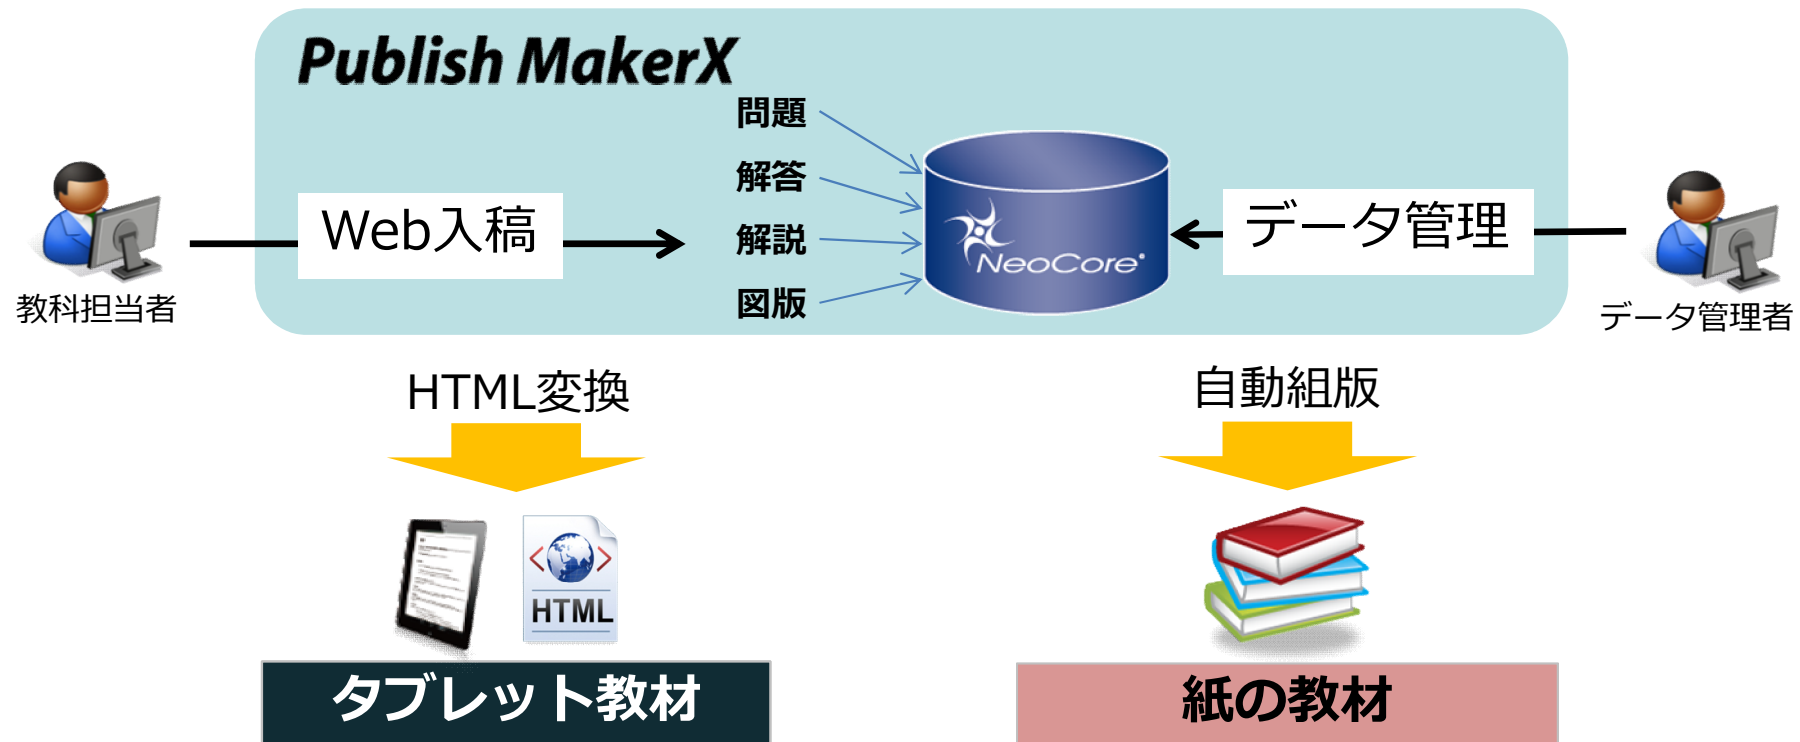 Publish MakerX
問題
解答
解説
図版
Web入稿
NeoCore
データ管理
教科担当者
データ管理者
HTML変換
自動組版
HTML
タブレット教材
紙の教材